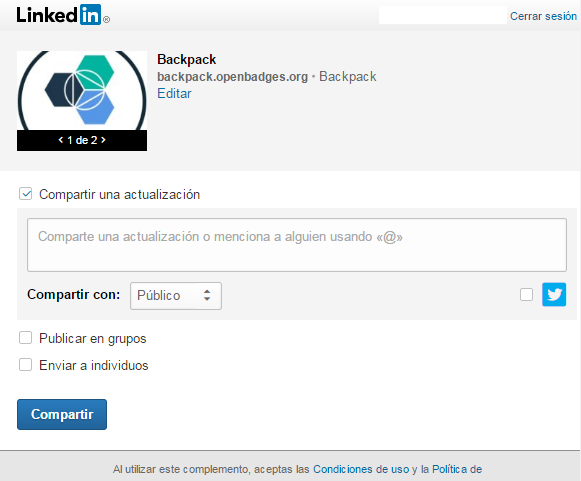 Linked in ®
Cerrar sesión
Backpack
backpack.openbadges.org • Backpack
Editar
‹ 1 de 2 ›
Compartir una actualización
Comparte una actualización o menciona a alguien usando «@»
Compartir con: Público
Publicar en grupos
Enviar a individuos
Compartir
Al utilizar este complemento, aceptas las Condiciones de uso y la Política de